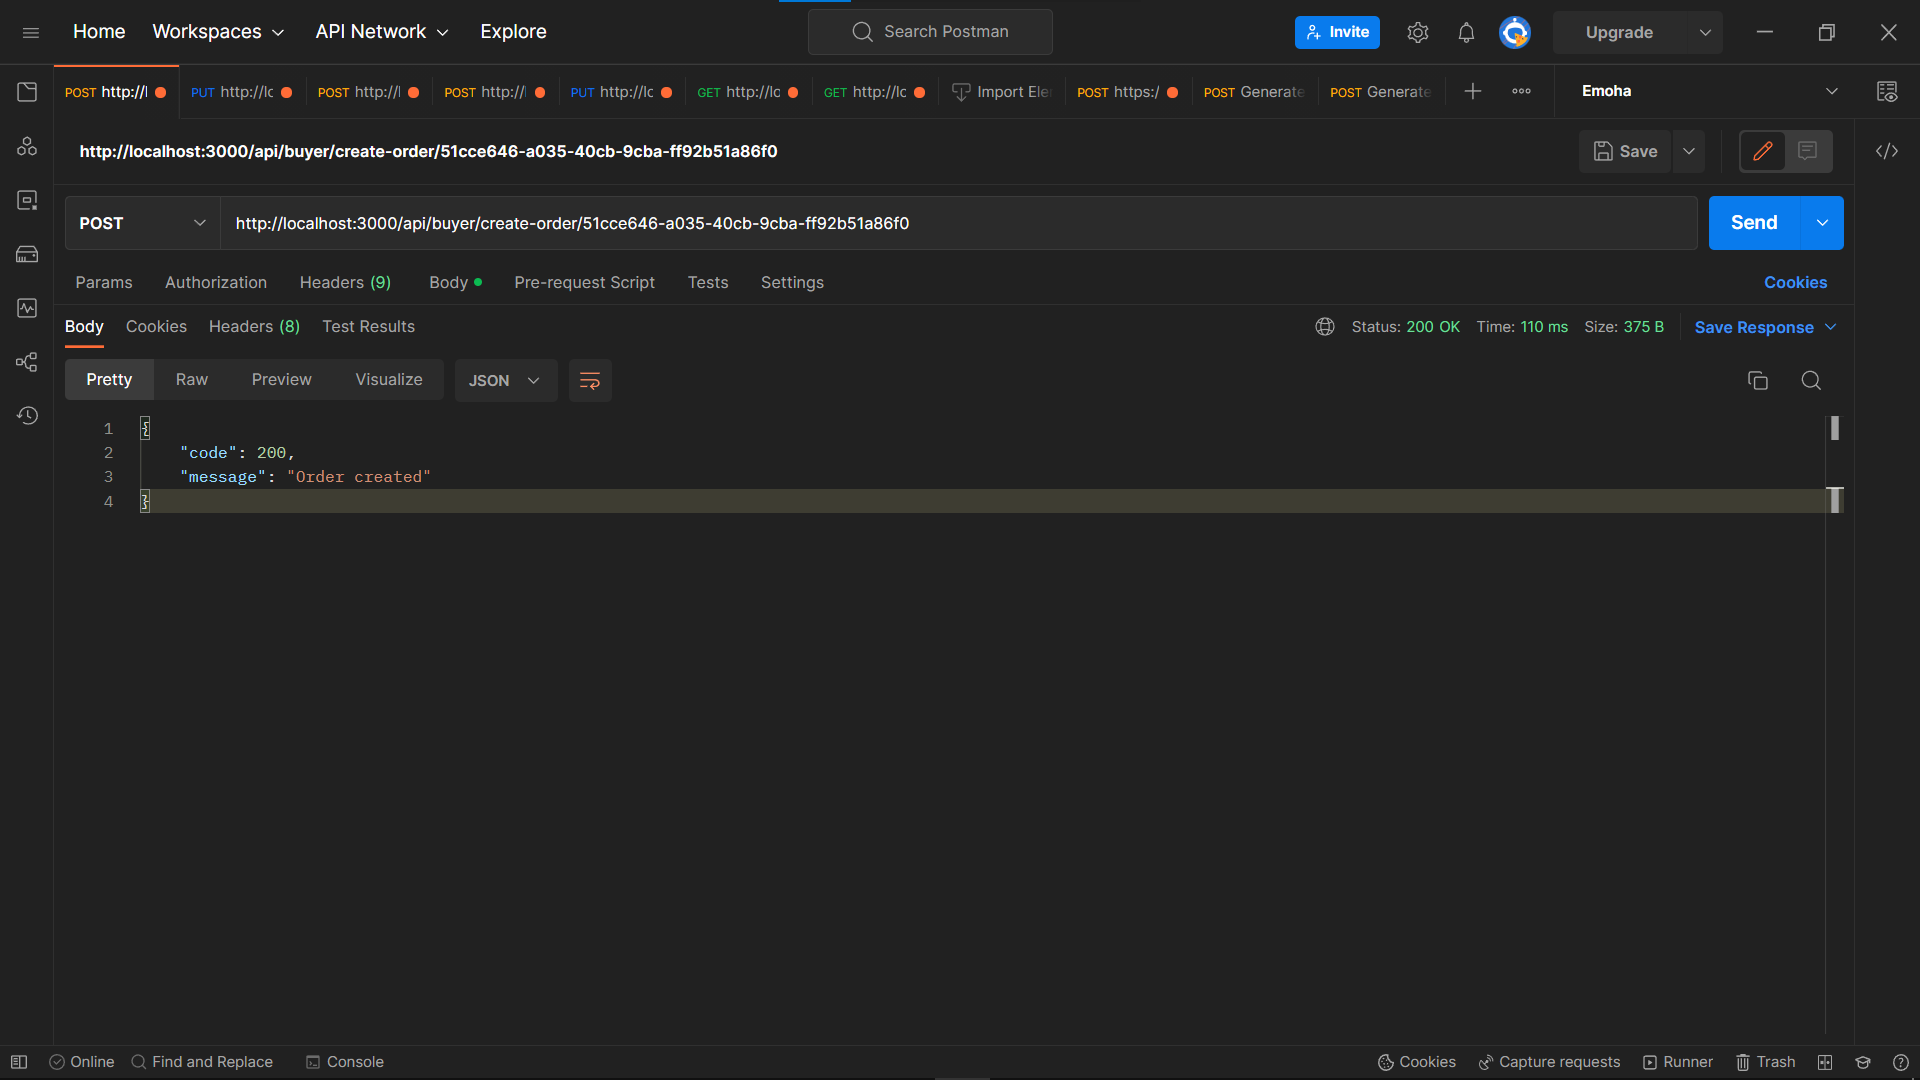 Home Workspaces API Network Explore Search Postman Invite Upgrade
POST http://l PUT http://lc POST http://l POST http://l PUT http://lc GET http://lc GET http://lc Import Ele POST https:/ POST Generate POST Generate Emoha
http://localhost:3000/api/buyer/create-order/51cce646-a035-40cb-9cba-ff92b51a86f0 Save
POST http://localhost:3000/api/buyer/create-order/51cce646-a035-40cb-9cba-ff92b51a86f0 Send
Params Authorization Headers (9) Body Pre-request Script Tests Settings Cookies
Body Cookies Headers (8) Test Results Status: 200 OK Time: 110 ms Size: 375 B Save Response
Pretty Raw Preview Visualize JSON
1 {
2 "code": 200,
3 "message": "Order created"
4 }
Online Find and Replace Console Cookies Capture requests Runner Trash